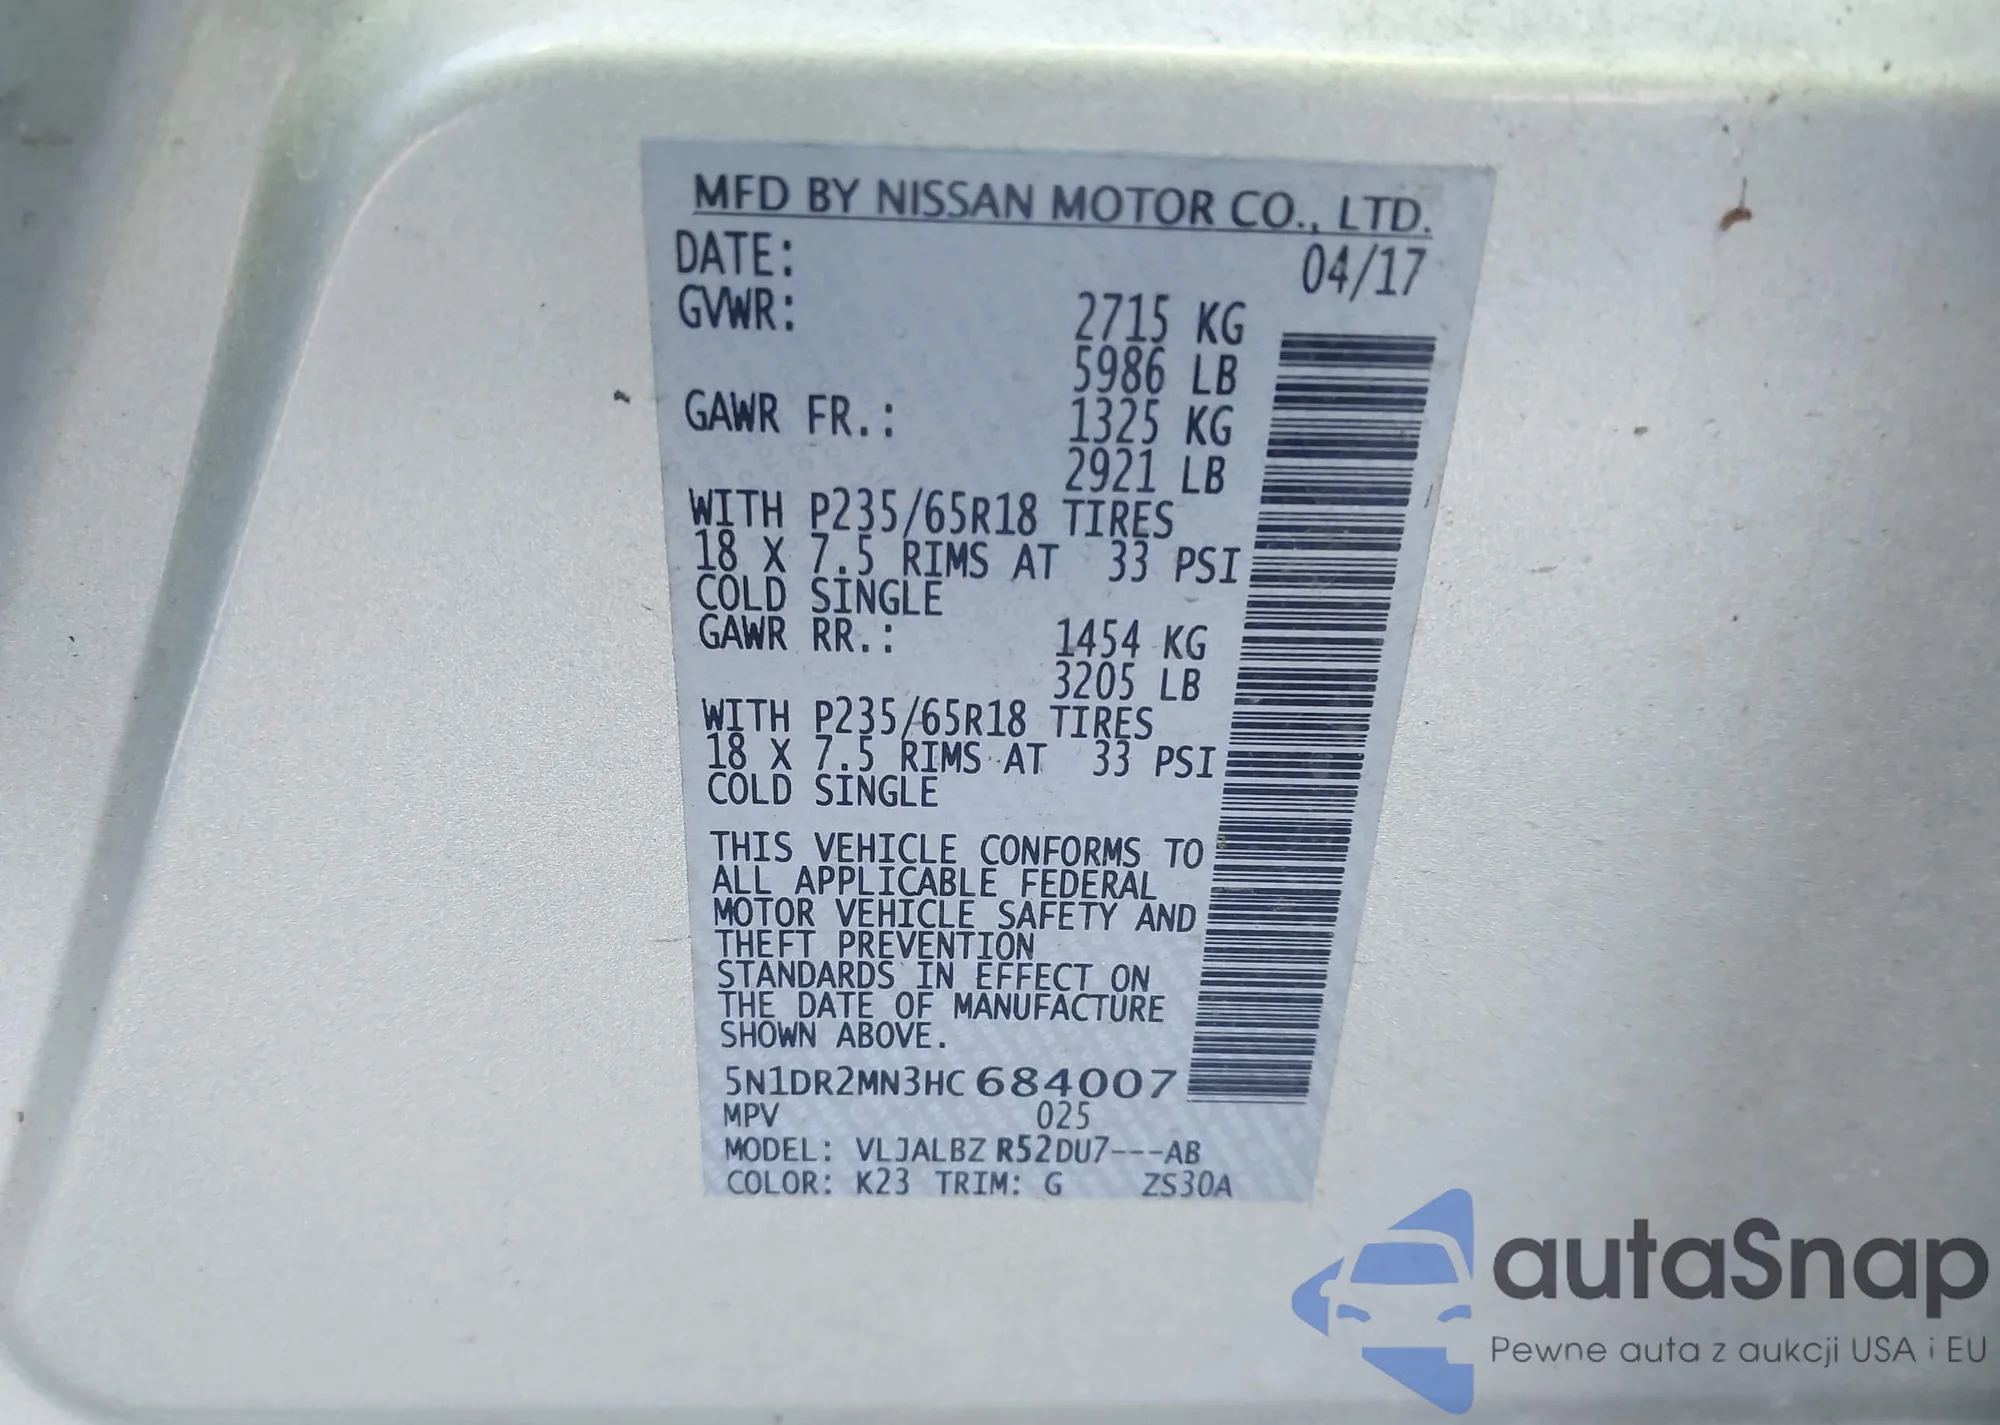 MFD BY NISSAN MOTOR CO., LTD.
DATE: 04/17
GVWR: 2715 KG
5986 LB
GAWR FR.: 1325 KG
2921 LB
WITH P235/65R18 TIRES
18 X 7.5 RIMS AT 33 PSI
COLD SINGLE
GAWR RR.: 1454 KG
3205 LB
WITH P235/65R18 TIRES
18 X 7.5 RIMS AT 33 PSI
COLD SINGLE
THIS VEHICLE CONFORMS TO
ALL APPLICABLE FEDERAL
MOTOR VEHICLE SAFETY AND
THEFT PREVENTION
STANDARDS IN EFFECT ON
THE DATE OF MANUFACTURE
SHOWN ABOVE.
5N1DR2MN3HC684007
MPV 025
MODEL: VLJALBZ R52DU7---AB
COLOR: K23 TRIM: G ZS30A
autaSnap
Pewne auta z aukcji USA i EU